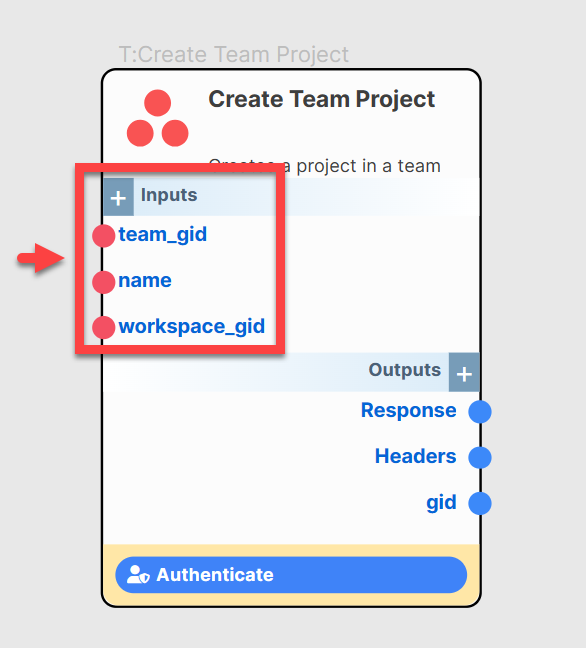 T:Create Team Project
Create Team Project
Creates a project in a team
+ Inputs
team_gid
name
workspace_gid
Outputs +
Response
Headers
gid
Authenticate